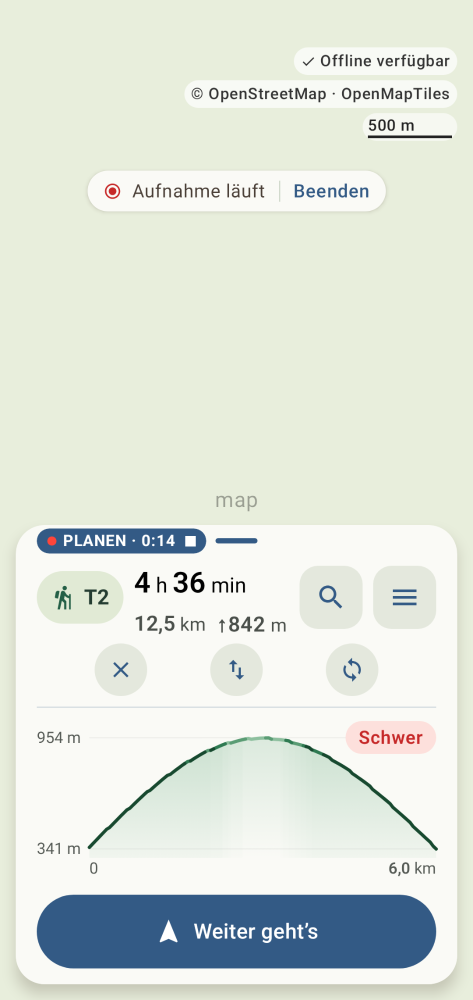 ✓ Offline verfügbar
© OpenStreetMap · OpenMapTiles
500 m
Aufnahme läuft | Beenden
map
PLANEN · 0:14
T2
4 h 36 min
12,5 km ↑842 m
954 m
Schwer
341 m
0
6,0 km
Weiter geht’s